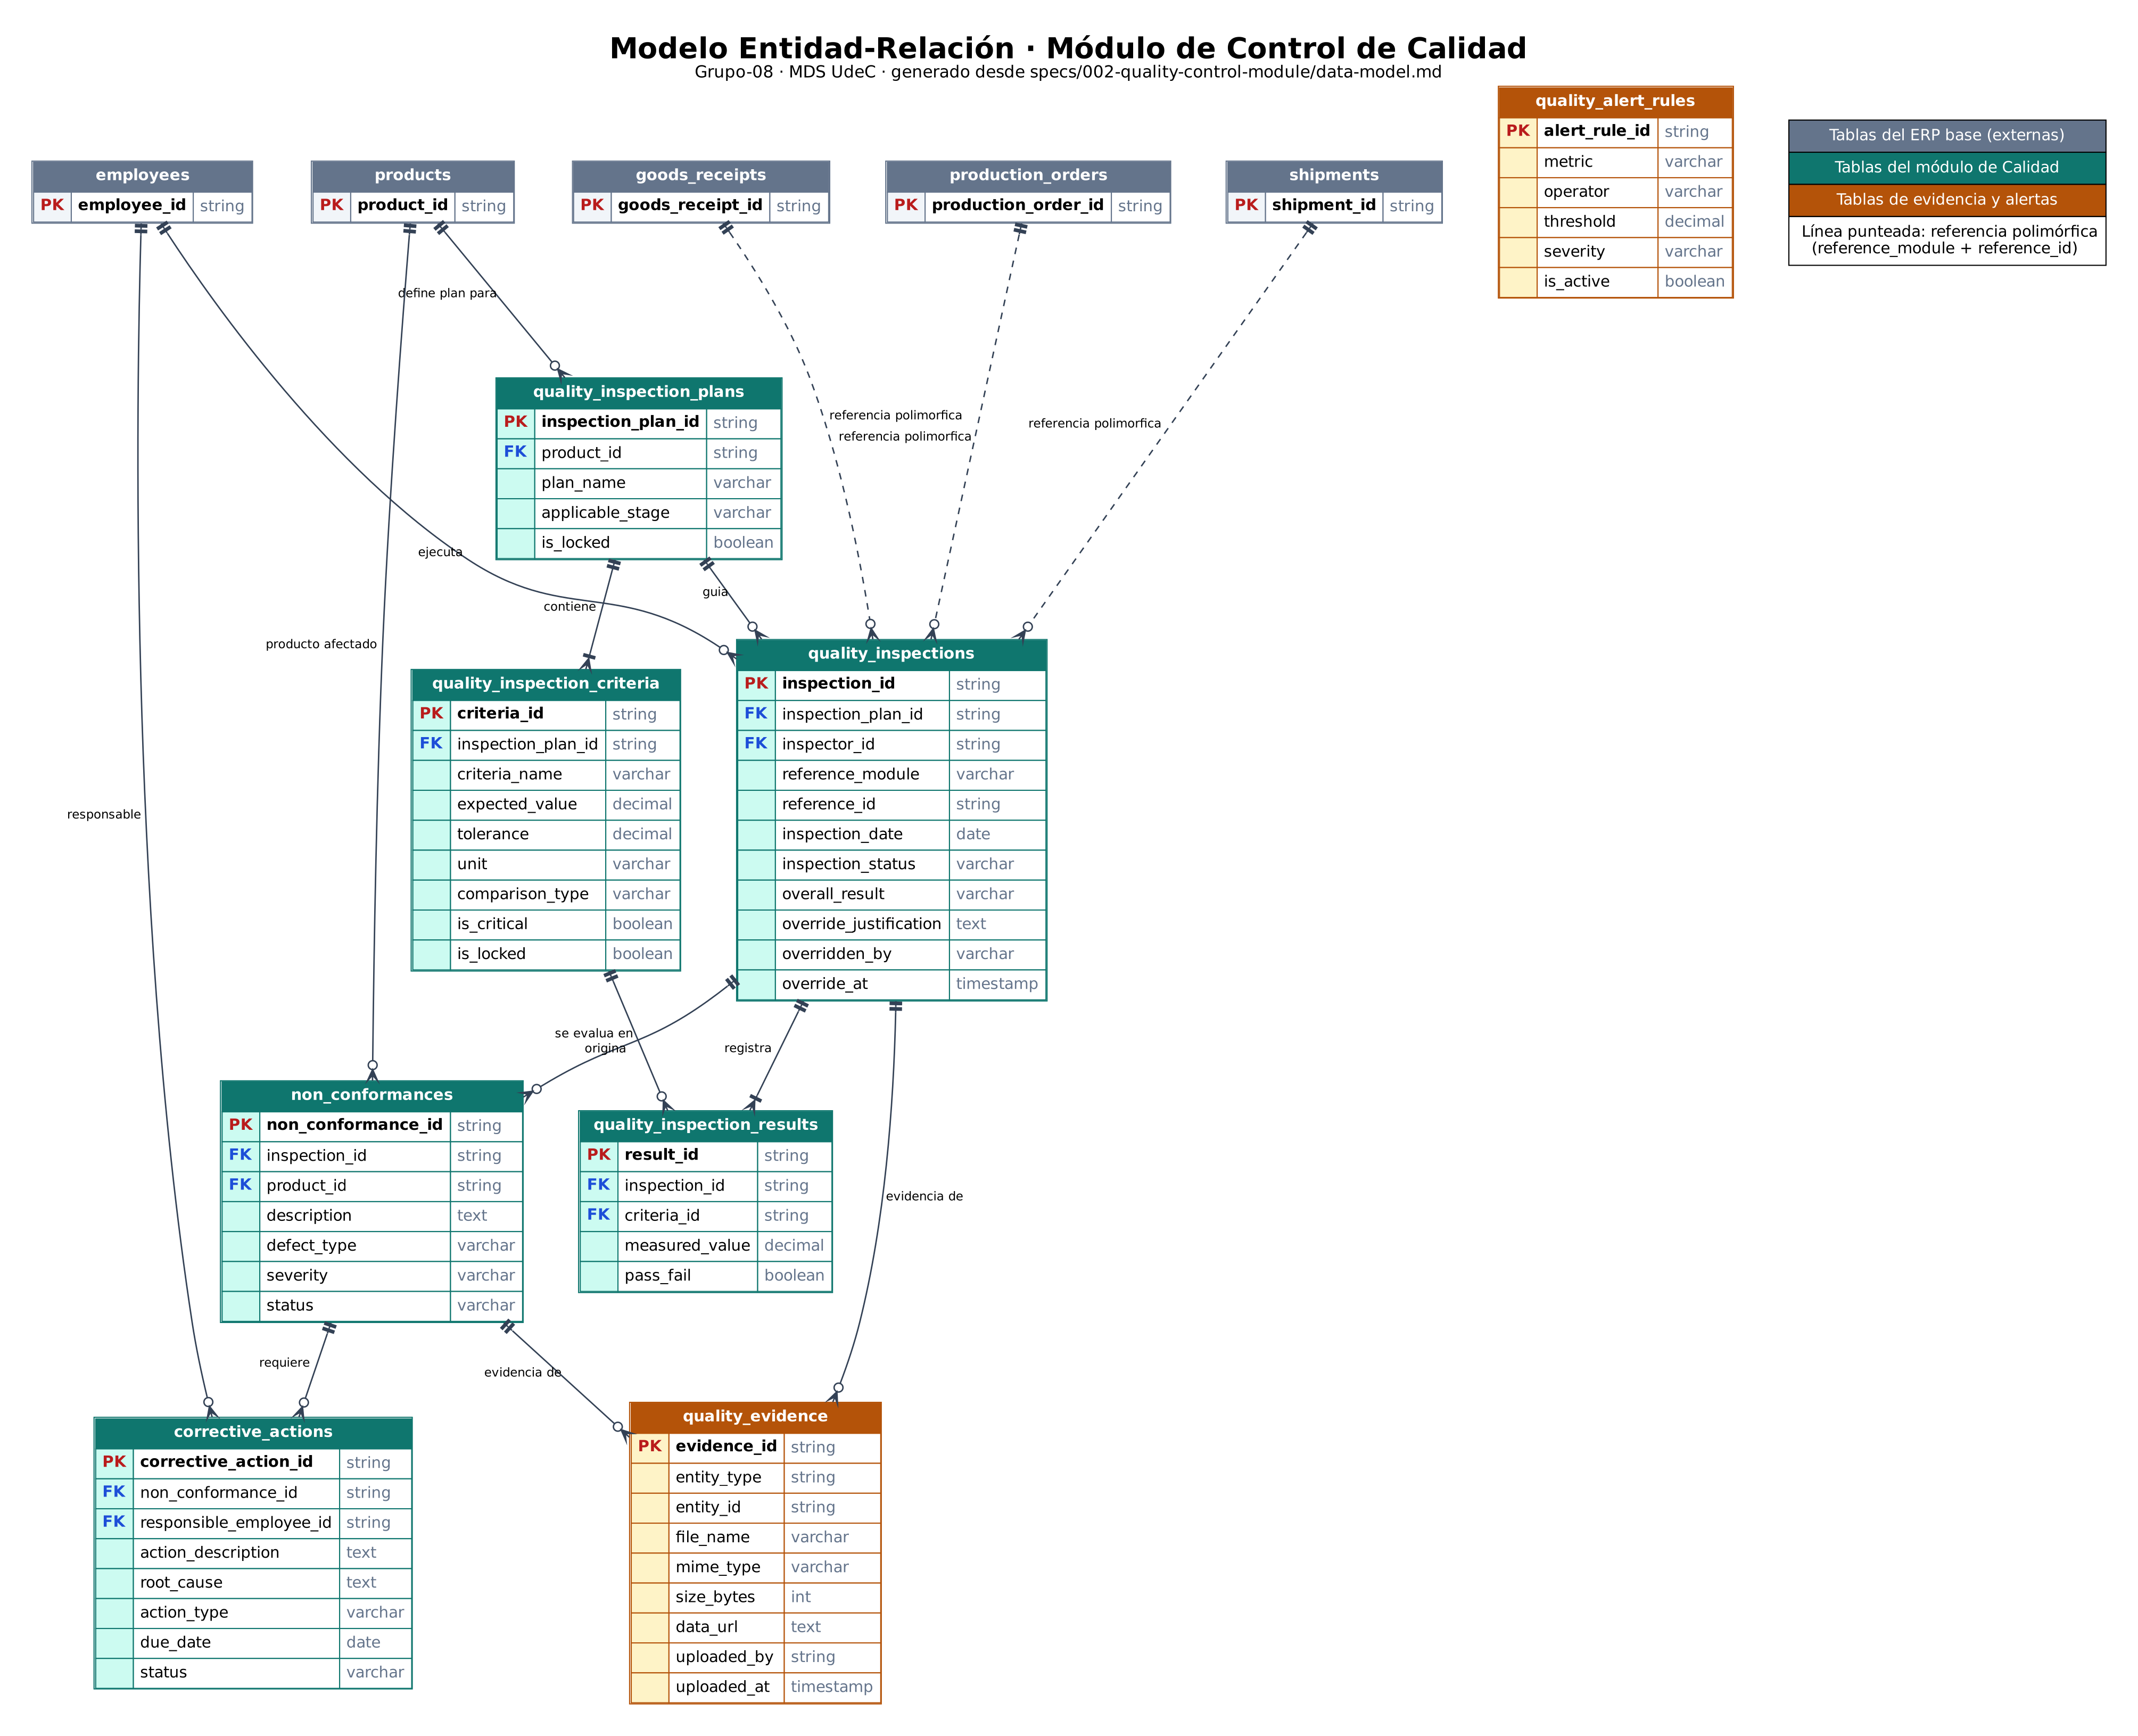 Modelo Entidad-Relación · Módulo de Control de Calidad
Grupo-08 · MDS UdeC · generado desde specs/002-quality-control-module/data-model.md
quality_alert_rules
PK alert_rule_id string
metric varchar
operator varchar
threshold decimal
severity varchar
is_active boolean
Tablas del ERP base (externas)
Tablas del módulo de Calidad
Tablas de evidencia y alertas
Línea punteada: referencia polimórfica
(reference_module + reference_id)
employees
PK employee_id string
products
PK product_id string
goods_receipts
PK goods_receipt_id string
production_orders
PK production_order_id string
shipments
PK shipment_id string
define plan para
quality_inspection_plans
PK inspection_plan_id string
FK product_id string
plan_name varchar
applicable_stage varchar
is_locked boolean
referencia polimorfica
referencia polimorfica
referencia polimorfica
ejecuta
contiene
guia
producto afectado
responsable
quality_inspection_criteria
PK criteria_id string
FK inspection_plan_id string
criteria_name varchar
expected_value decimal
tolerance decimal
unit varchar
comparison_type varchar
is_critical boolean
is_locked boolean
quality_inspections
PK inspection_id string
FK inspection_plan_id string
FK inspector_id string
reference_module varchar
reference_id string
inspection_date date
inspection_status varchar
overall_result varchar
override_justification text
overridden_by varchar
override_at timestamp
se evalua en
origina
registra
evidencia de
non_conformances
PK non_conformance_id string
FK inspection_id string
FK product_id string
description text
defect_type varchar
severity varchar
status varchar
quality_inspection_results
PK result_id string
FK inspection_id string
FK criteria_id string
measured_value decimal
pass_fail boolean
requiere
evidencia de
corrective_actions
PK corrective_action_id string
FK non_conformance_id string
FK responsible_employee_id string
action_description text
root_cause text
action_type varchar
due_date date
status varchar
quality_evidence
PK evidence_id string
entity_type string
entity_id string
file_name varchar
mime_type varchar
size_bytes int
data_url text
uploaded_by string
uploaded_at timestamp